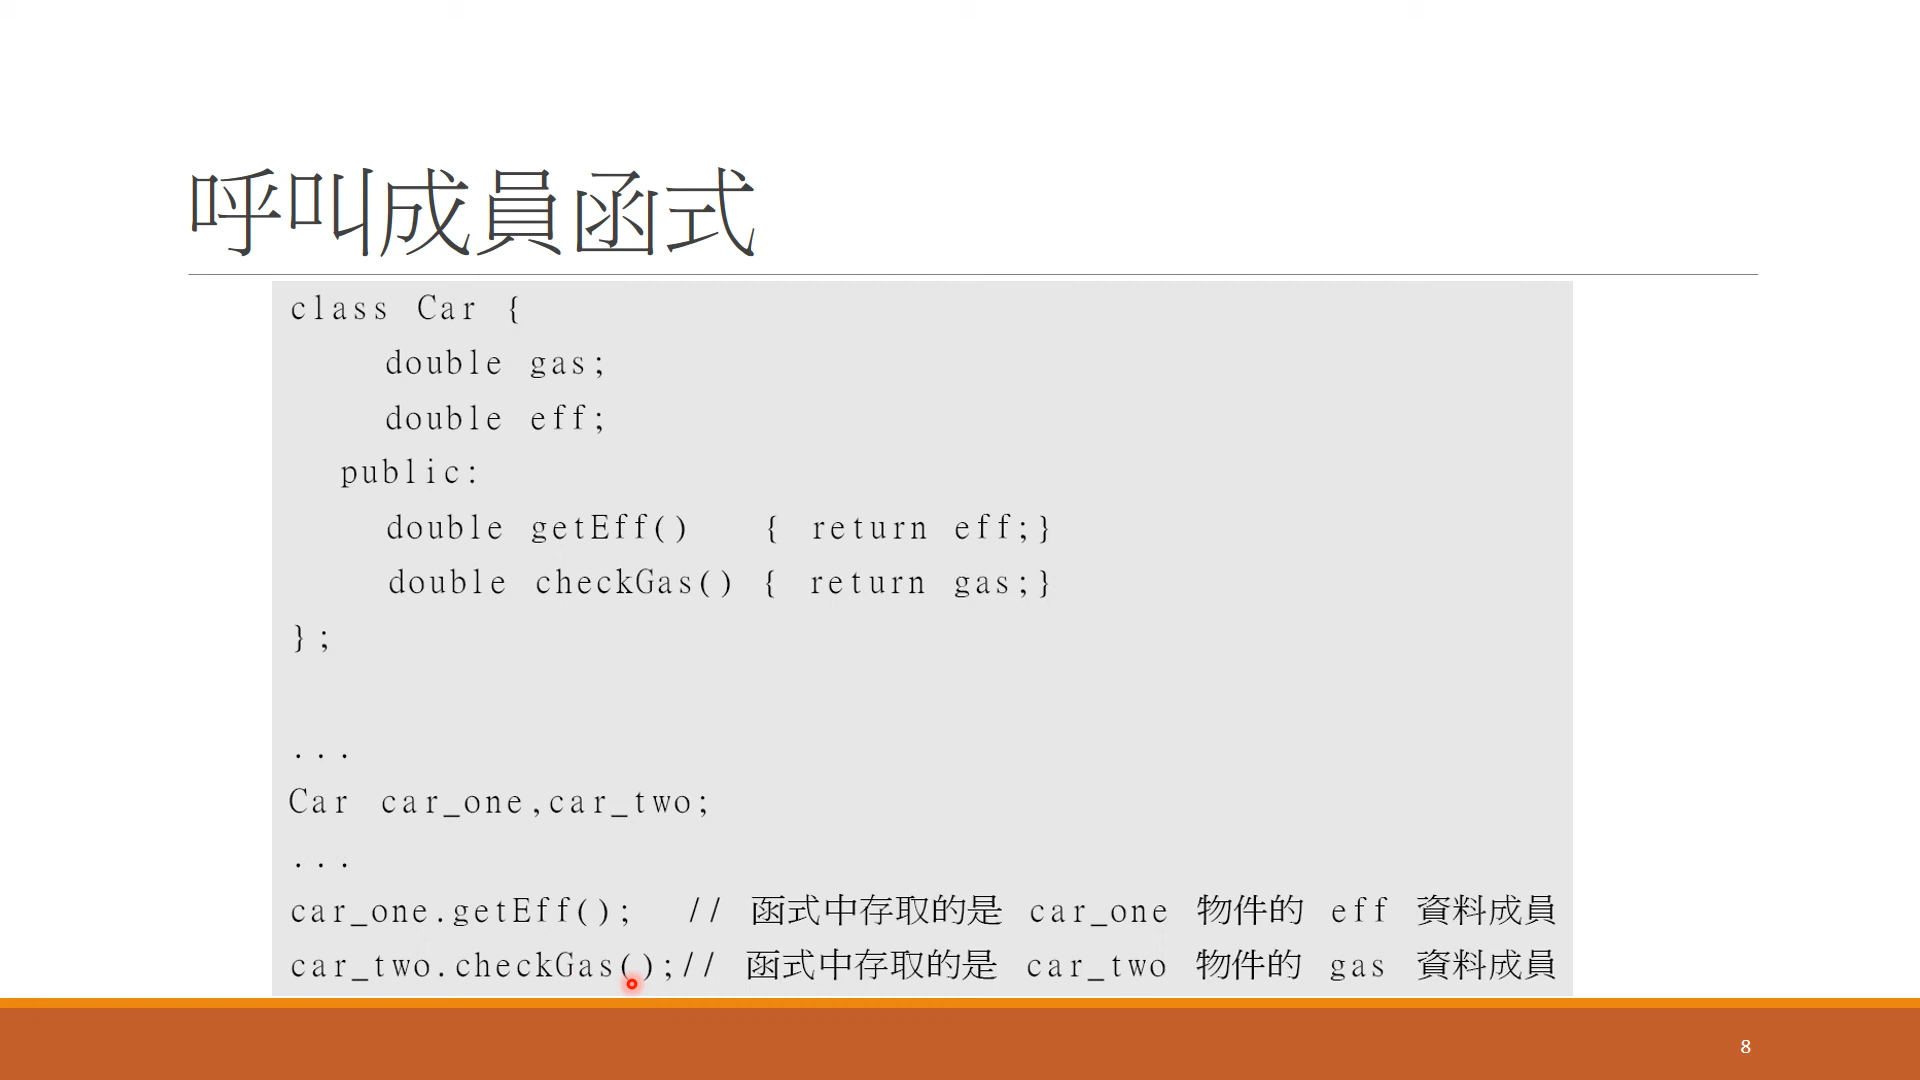 呼叫成員函式
class Car {
double gas;
double eff;
public:
double getEff() { return eff;}
double checkGas() { return gas;}
};
...
Car car_one,car_two;
...
car_one.getEff(); // 函式中存取的是 car_one 物件的 eff 資料成員
car_two.checkGas();// 函式中存取的是 car_two 物件的 gas 資料成員
8